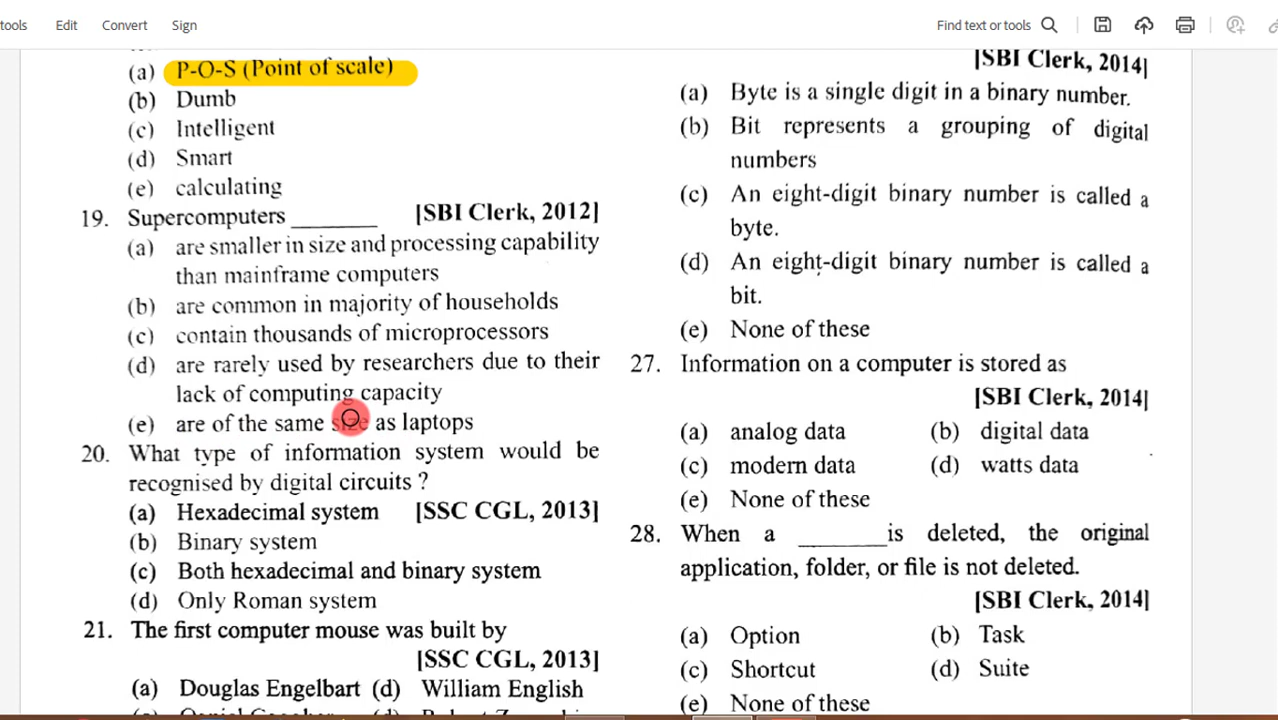 tools Edit Convert Sign Find text or tools
(a) P-O-S (Point of scale)
(b) Dumb
(c) Intelligent
(d) Smart
(e) calculating
19. Supercomputers ________ [SBI Clerk, 2012]
(a) are smaller in size and processing capability
than mainframe computers
(b) are common in majority of households
(c) contain thousands of microprocessors
(d) are rarely used by researchers due to their
lack of computing capacity
(e) are of the same size as laptops
20. What type of information system would be
recognised by digital circuits ?
(a) Hexadecimal system [SSC CGL, 2013]
(b) Binary system
(c) Both hexadecimal and binary system
(d) Only Roman system
21. The first computer mouse was built by
[SSC CGL, 2013]
(a) Douglas Engelbart (d) William English
[SBI Clerk, 2014]
(a) Byte is a single digit in a binary number.
(b) Bit represents a grouping of digital
numbers
(c) An eight-digit binary number is called a
byte.
(d) An eight-digit binary number is called a
bit.
(e) None of these
27. Information on a computer is stored as
[SBI Clerk, 2014]
(a) analog data (b) digital data
(c) modern data (d) watts data
(e) None of these
28. When a ________ is deleted, the original
application, folder, or file is not deleted.
[SBI Clerk, 2014]
(a) Option (b) Task
(c) Shortcut (d) Suite
(e) None of these